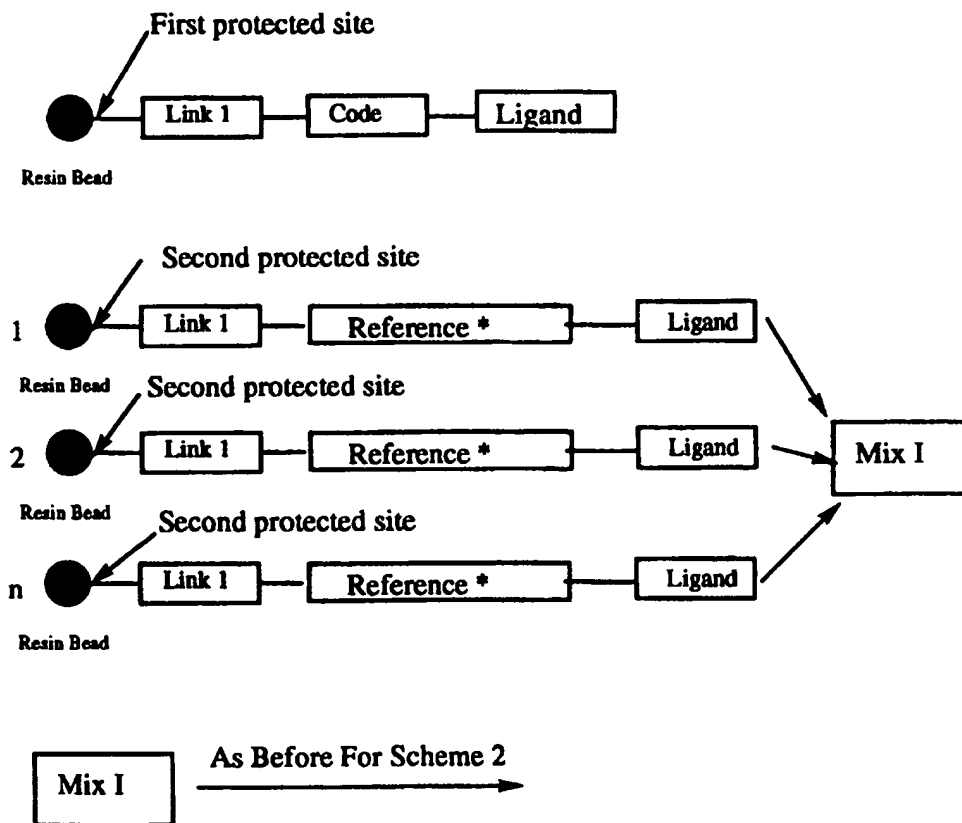 First protected site
Link 1 Code Ligand
Resin Bead
Second protected site
1 Link 1 Reference * Ligand
Resin Bead
Second protected site
2 Link 1 Reference * Ligand Mix I
Resin Bead
Second protected site
n Link 1 Reference * Ligand
Resin Bead
As Before For Scheme 2
Mix I